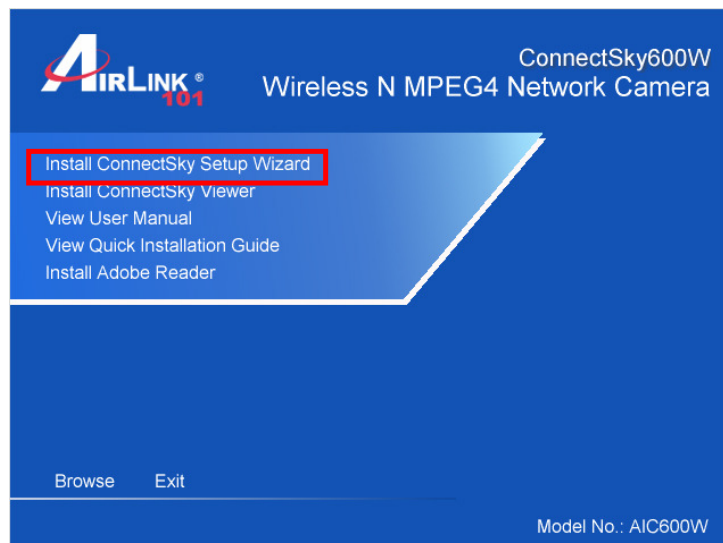 AIRLINK ®
101
ConnectSky600W
Wireless N MPEG4 Network Camera
Install ConnectSky Setup Wizard
Install ConnectSky Viewer
View User Manual
View Quick Installation Guide
Install Adobe Reader
Browse Exit
Model No.: AIC600W